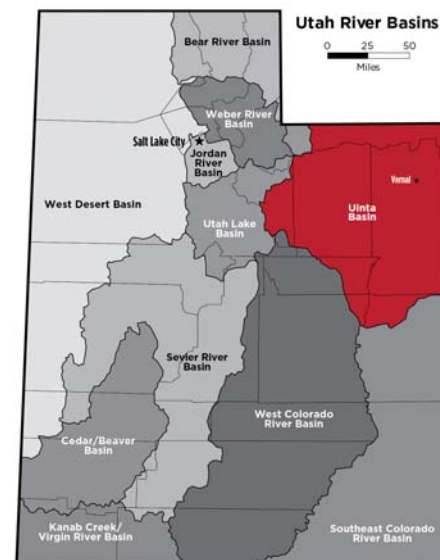 Utah River Basins
0 25 50
Miles
Bear River Basin
Weber River
Basin
Salt Lake City
Jordan
River
Basin
West Desert Basin
Utah Lake
Basin
Vernal
Uinta
Basin
Sevier River
Basin
West Colorado
River Basin
Cedar/Beaver
Basin
Kanab Creek/
Virgin River Basin
Southeast Colorado
River Basin